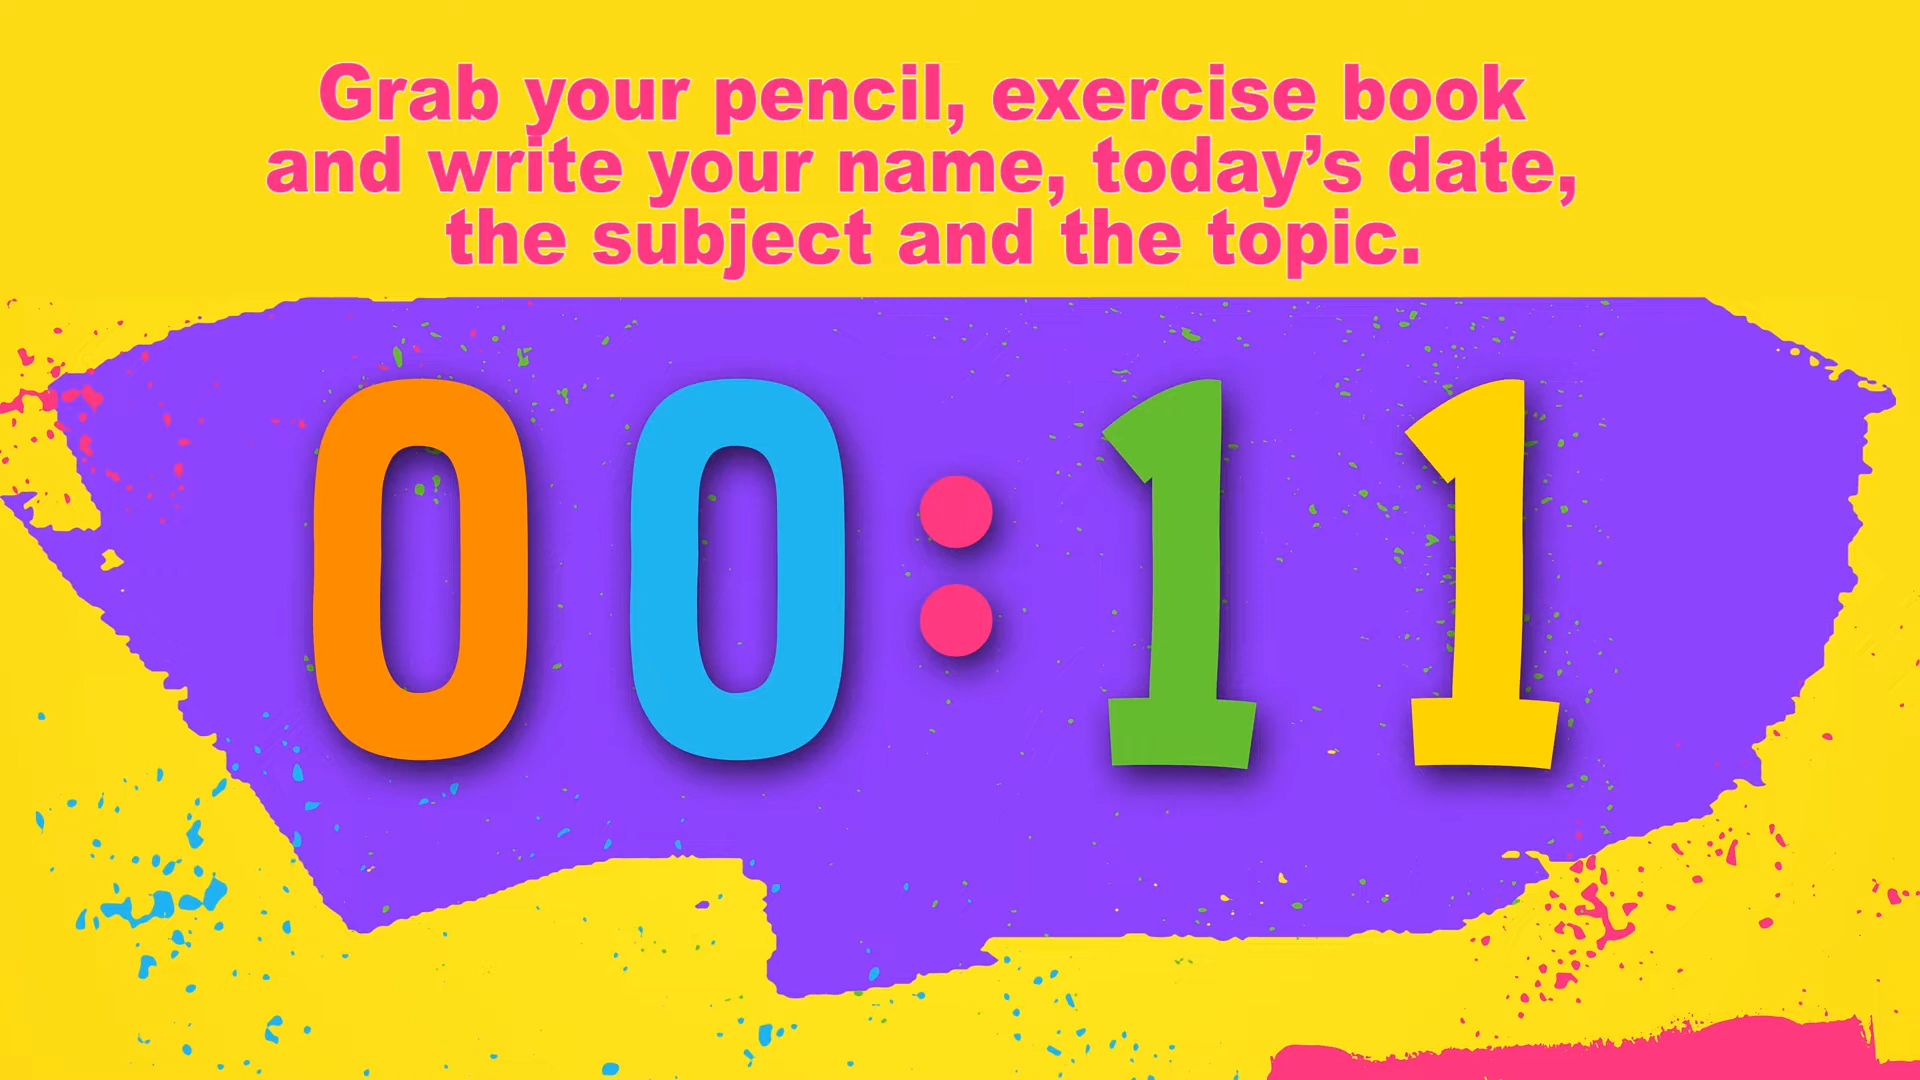 Grab your pencil, exercise book
and write your name, today’s date,
the subject and the topic.
00:11